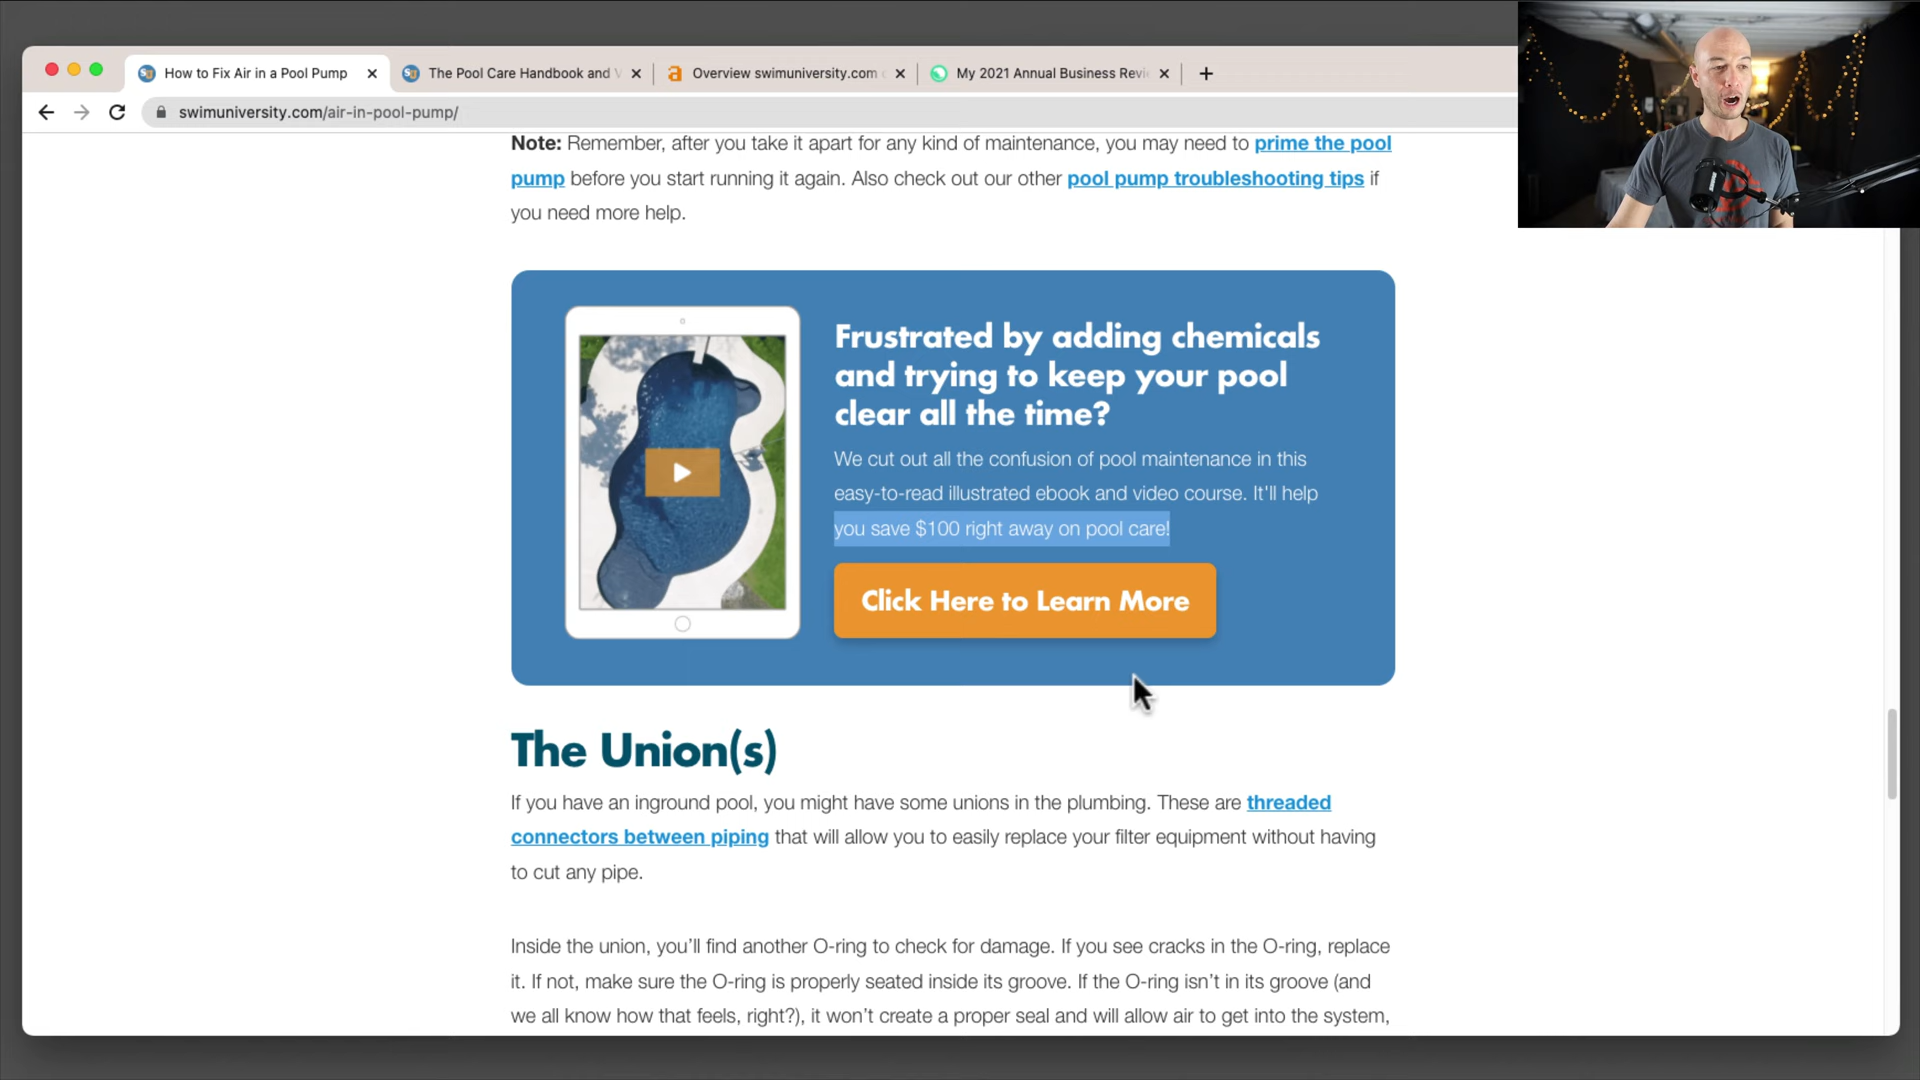 How to Fix Air in a Pool Pump
The Pool Care Handbook and V
Overview swimuniversity.com
My 2021 Annual Business Revi
swimuniversity.com/air-in-pool-pump/
Note: Remember, after you take it apart for any kind of maintenance, you may need to prime the pool
pump before you start running it again. Also check out our other pool pump troubleshooting tips if
you need more help.
Frustrated by adding chemicals
and trying to keep your pool
clear all the time?
We cut out all the confusion of pool maintenance in this
easy-to-read illustrated ebook and video course. It'll help
you save $100 right away on pool care!
Click Here to Learn More
The Union(s)
If you have an inground pool, you might have some unions in the plumbing. These are threaded
connectors between piping that will allow you to easily replace your filter equipment without having
to cut any pipe.
Inside the union, you’ll find another O-ring to check for damage. If you see cracks in the O-ring, replace
it. If not, make sure the O-ring is properly seated inside its groove. If the O-ring isn’t in its groove (and
we all know how that feels, right?), it won’t create a proper seal and will allow air to get into the system,